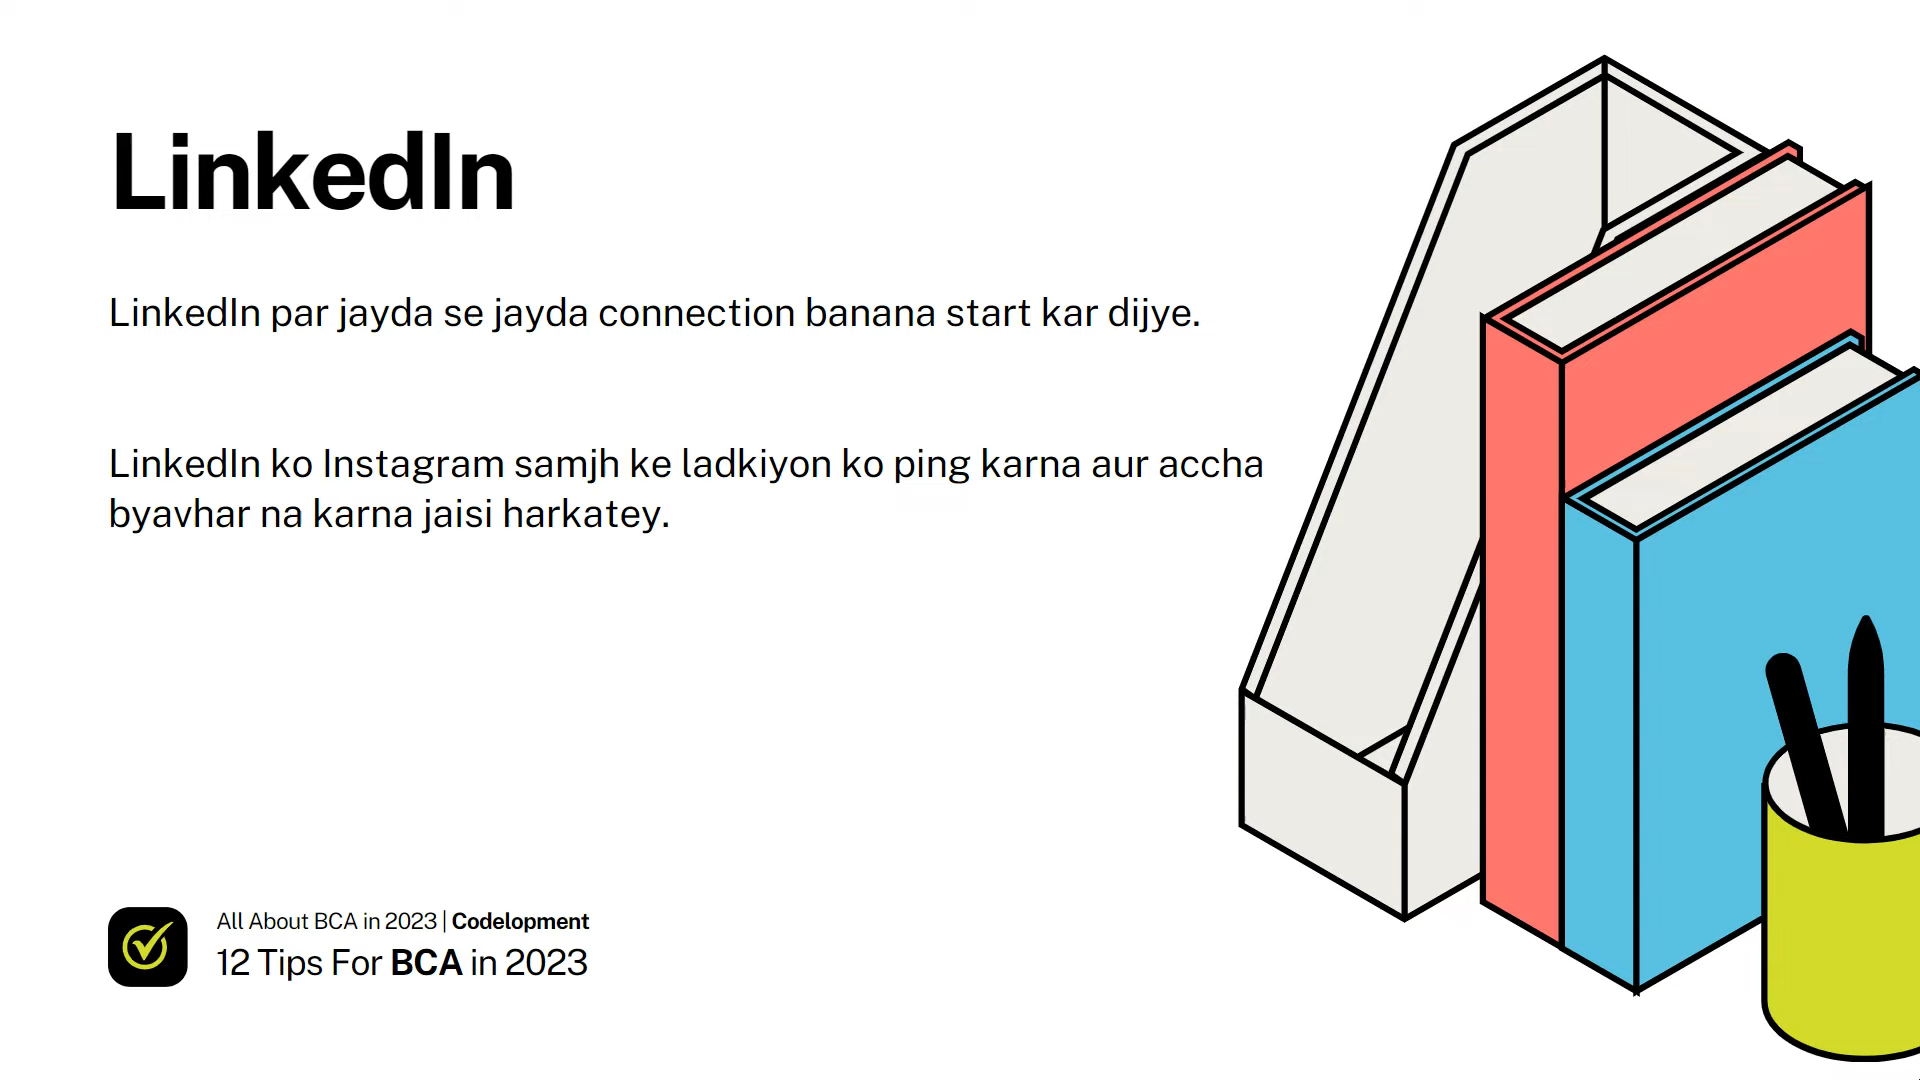 LinkedIn
LinkedIn par jayda se jayda connection banana start kar dijye.
LinkedIn ko Instagram samjh ke ladkiyon ko ping karna aur accha
byavhar na karna jaisi harkatey.
All About BCA in 2023 | Codelopment
12 Tips For BCA in 2023